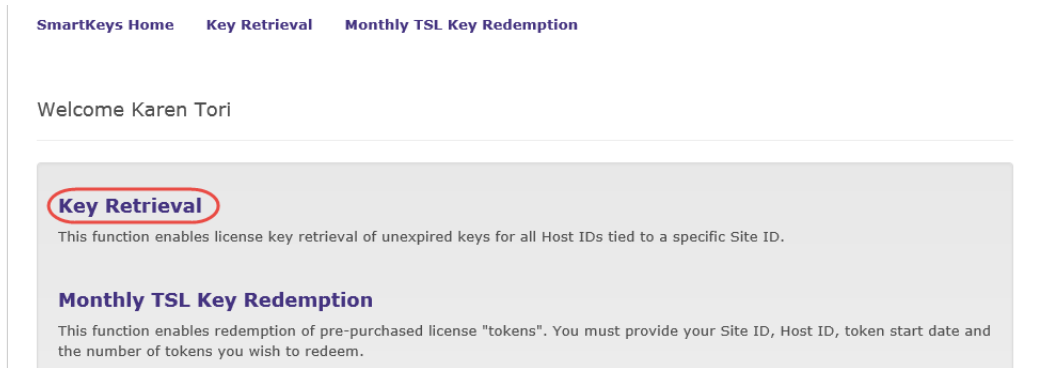 SmartKeys Home Key Retrieval Monthly TSL Key Redemption
Welcome Karen Tori
Key Retrieval
This function enables license key retrieval of unexpired keys for all Host IDs tied to a specific Site ID.
Monthly TSL Key Redemption
This function enables redemption of pre-purchased license "tokens". You must provide your Site ID, Host ID, token start date and
the number of tokens you wish to redeem.